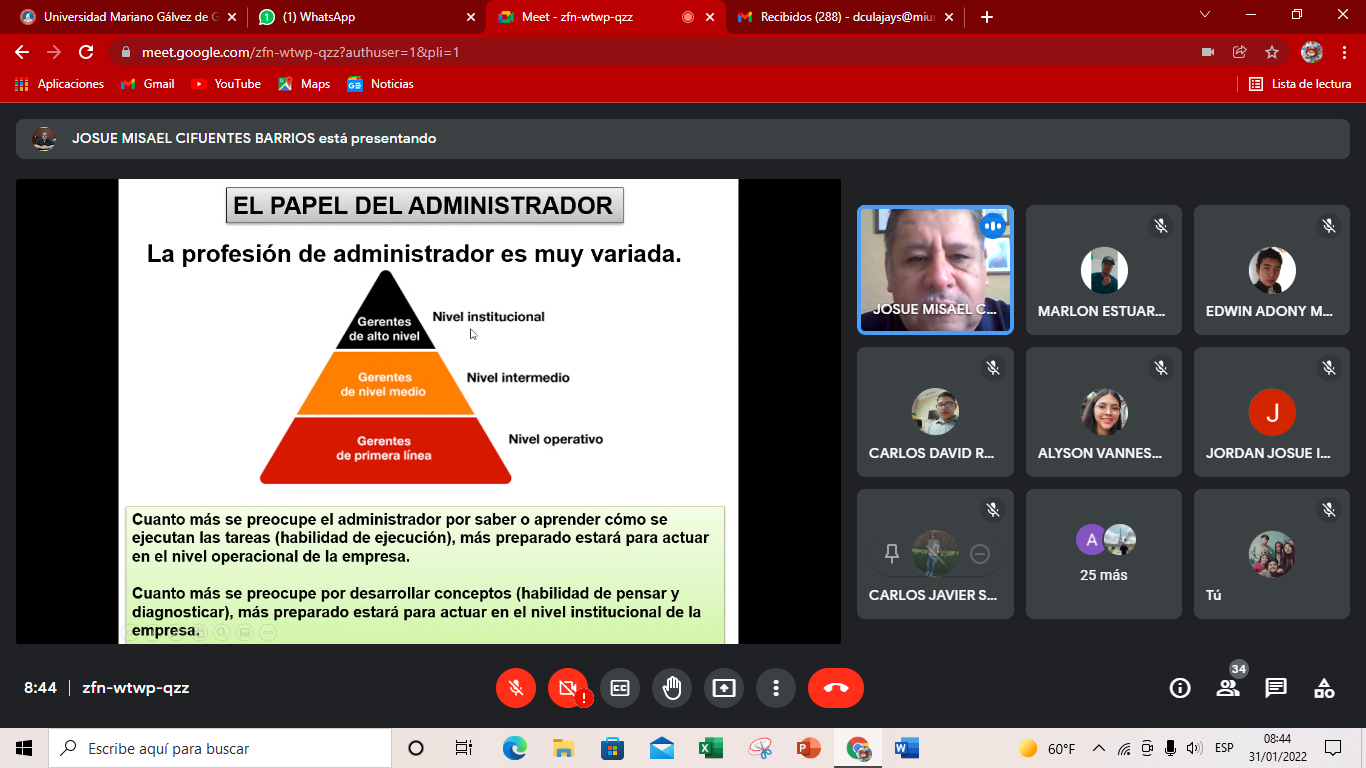 Universidad Mariano Gálvez de G
(1) WhatsApp
Meet - zfn-wtwp-qzz
Recibidos (288) - dculajays@miu
meet.google.com/zfn-wtwp-qzz?authuser=1&pli=1
Aplicaciones
Gmail
YouTube
Maps
Noticias
Lista de lectura
JOSUE MISAEL CIFUENTES BARRIOS está presentando
EL PAPEL DEL ADMINISTRADOR
La profesión de administrador es muy variada.
Gerentes
de alto nivel
Nivel institucional
Gerentes
de nivel medio
Nivel intermedio
Gerentes
de primera línea
Nivel operativo
Cuanto más se preocupe el administrador por saber o aprender cómo se
ejecutan las tareas (habilidad de ejecución), más preparado estará para actuar
en el nivel operacional de la empresa.
Cuanto más se preocupe por desarrollar conceptos (habilidad de pensar y
diagnosticar), más preparado estará para actuar en el nivel institucional de la
empresa.
JOSUE MISAEL C...
MARLON ESTUAR...
EDWIN ADONY M...
CARLOS DAVID R...
ALYSON VANNES...
J
JORDAN JOSUE I...
CARLOS JAVIER S...
A
25 más
Tú
8:44
zfn-wtwp-qzz
34
Escribe aquí para buscar
60°F
ESP
08:44
31/01/2022